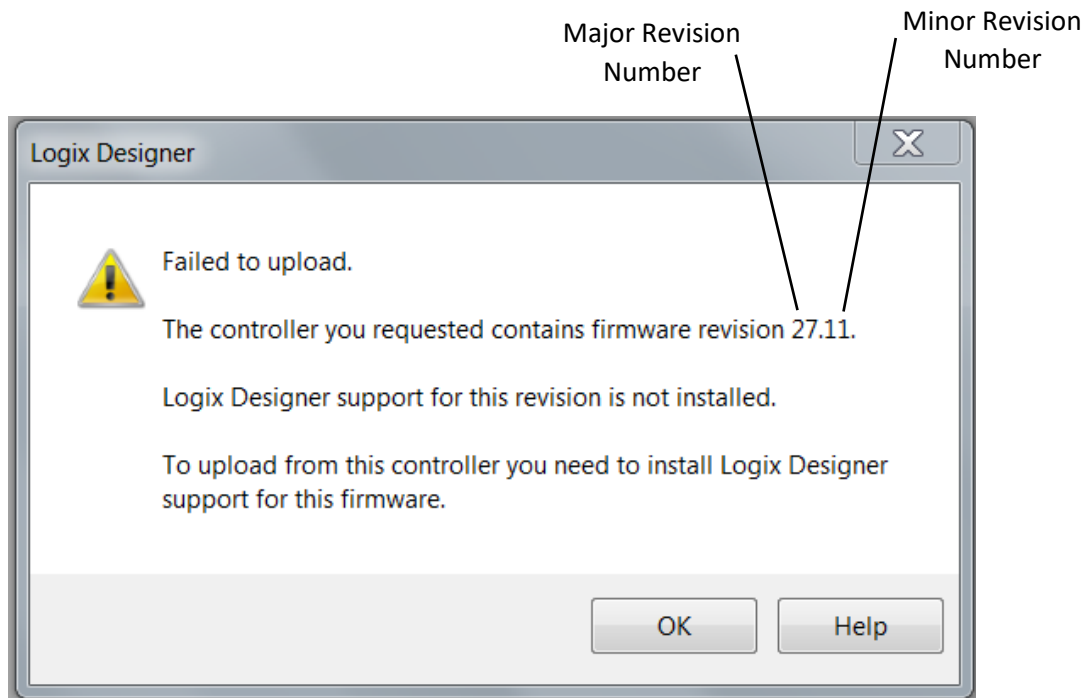 Major Revision
Number
Minor Revision
Number
Logix Designer
Failed to upload.
The controller you requested contains firmware revision 27.11.
Logix Designer support for this revision is not installed.
To upload from this controller you need to install Logix Designer
support for this firmware.
OK
Help